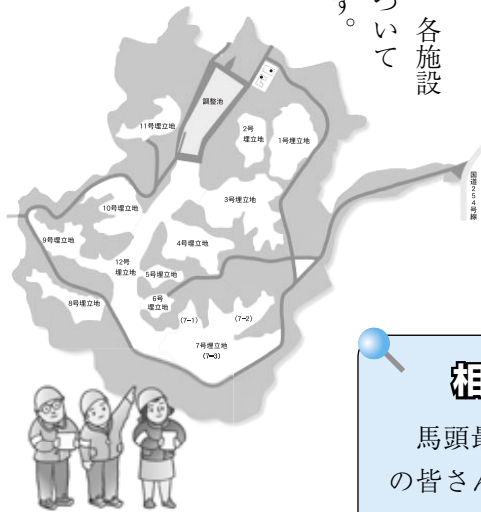 各施設
ついて
す。
調整池
11号埋立地
2号
埋立地
1号埋立地
10号埋立地
3号埋立地
9号埋立地
4号埋立地
12号
埋立地
5号埋立地
6号
埋立地
8号埋立地
(7-1)
(7-2)
7号埋立地
(7-3)
国道254号線
相
馬頭最
の皆さん